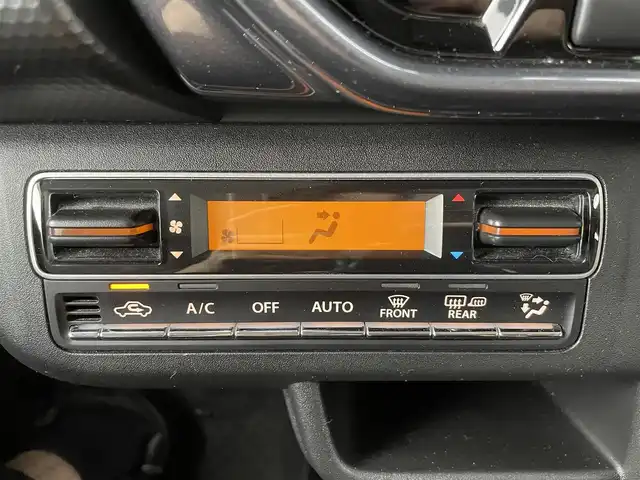 A/C OFF AUTO FRONT REAR